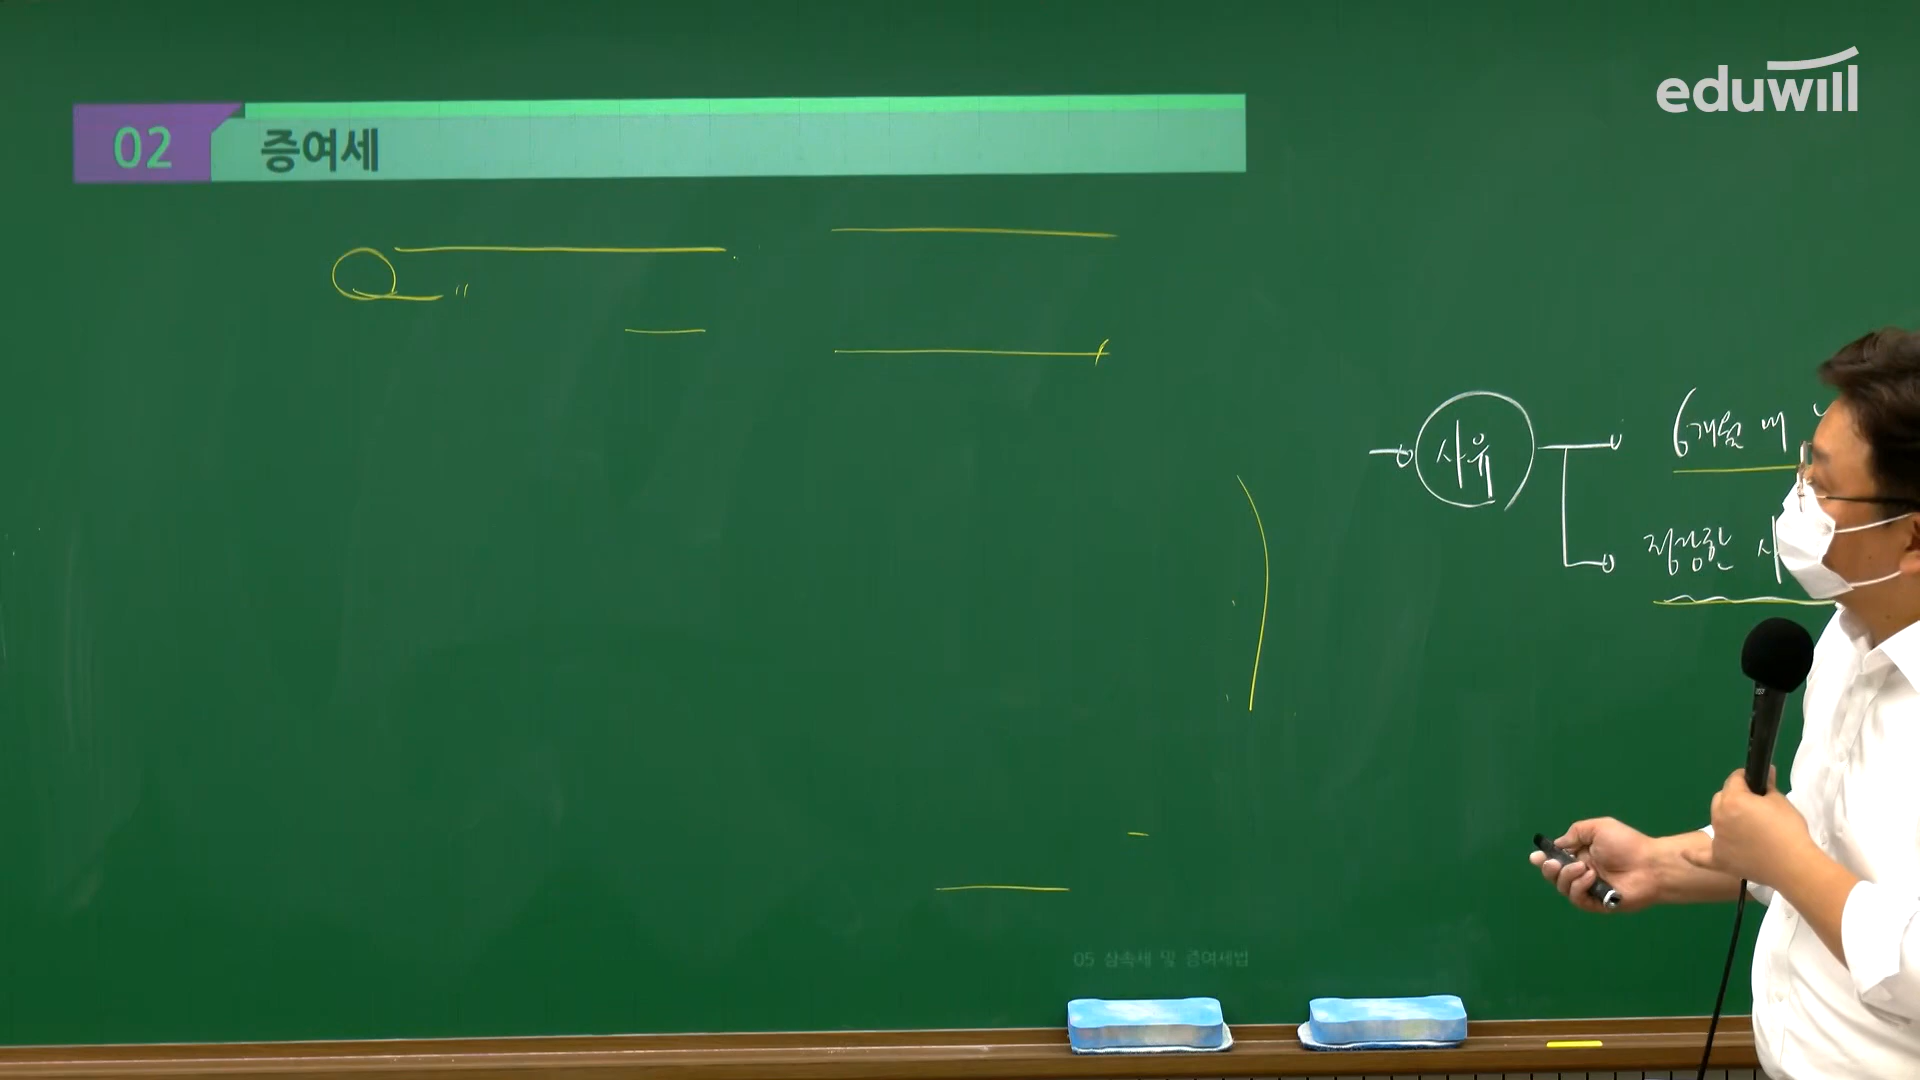 eduwill
02 증여세
사유
6개월 내
정당한 사
05 상속세 및 증여세법